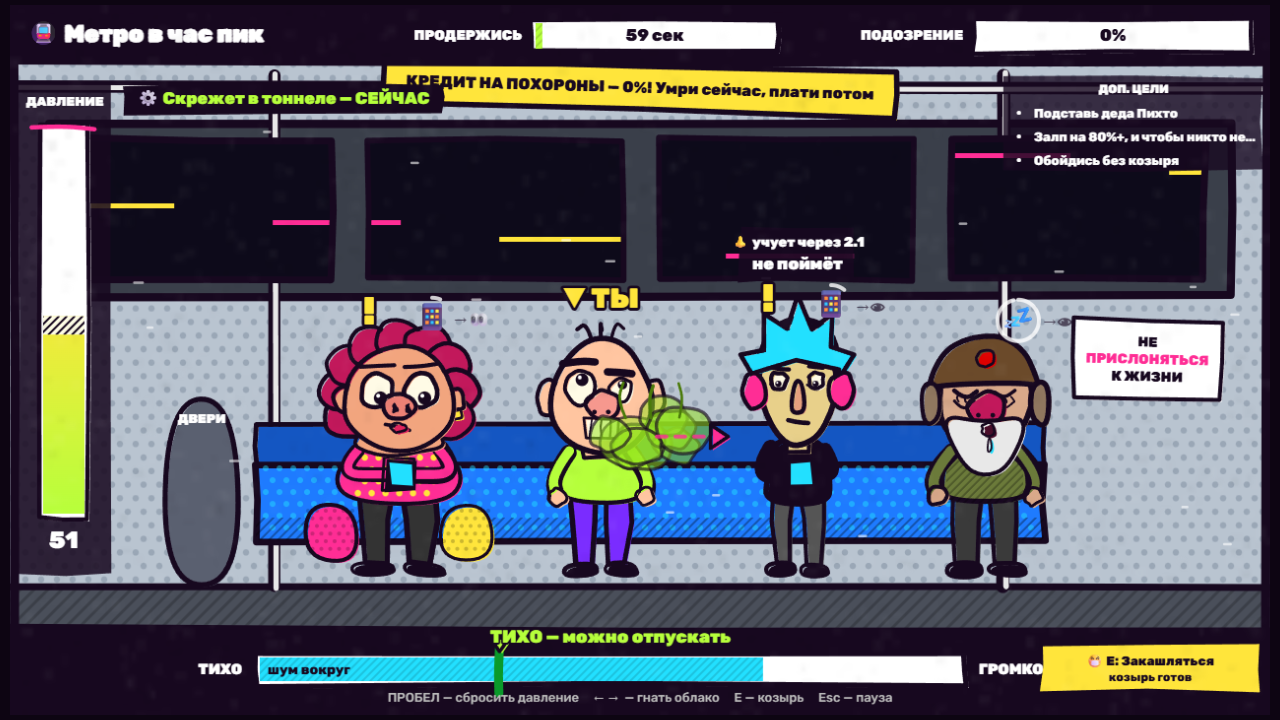 Метро в час пик
ПРОДЕРЖИСЬ
59 сек
ПОДОЗРЕНИЕ
0%
КРЕДИТ НА ПОХОРОНЫ — 0%! Умри сейчас, плати потом
Скрежет в тоннеле — СЕЙЧАС
ДАВЛЕНИЕ
ДОП. ЦЕЛИ
• Подставь деда Пихто
• Залп на 80%+, и чтобы никто не...
• Обойдись без козыря
учует через 2.1
не поймёт
ТЫ
НЕ
ПРИСЛОНЯТЬСЯ
К ЖИЗНИ
ДВЕРИ
51
ТИХО — можно отпускать
ТИХО
шум вокруг
ГРОМКО
E: Закашляться
козырь готов
ПРОБЕЛ — сбросить давление ←→ — гнать облако E — козырь Esc — пауза